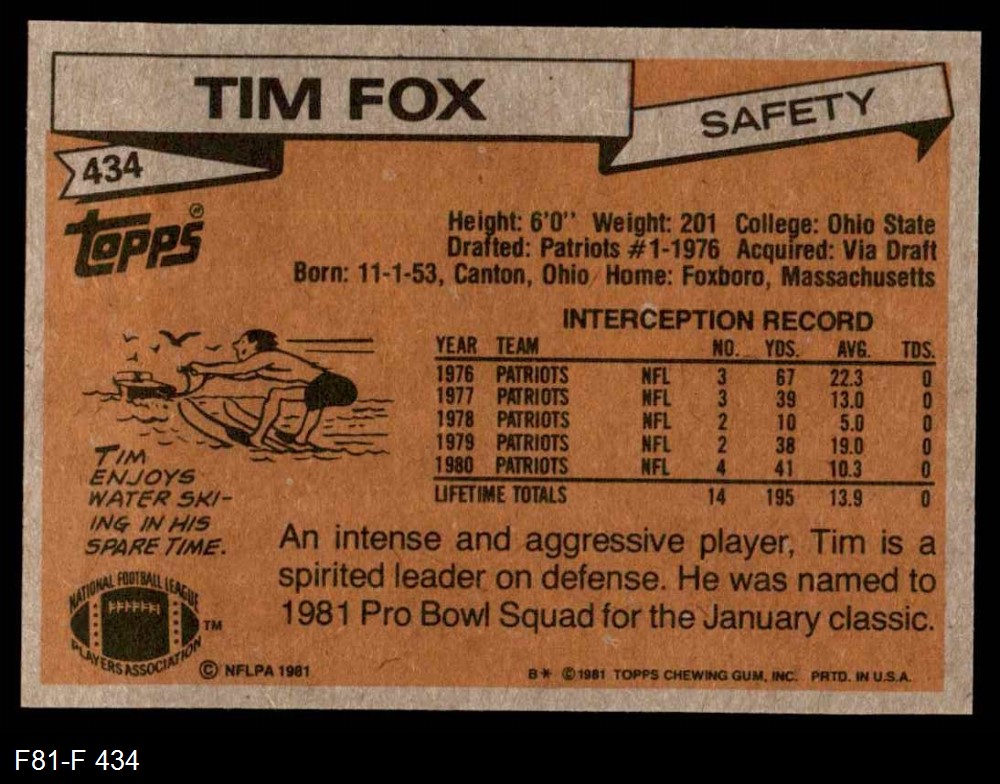 TIM FOX
SAFETY
434
Topps®
Height: 6'0'' Weight: 201 College: Ohio State
Drafted: Patriots #1-1976 Acquired: Via Draft
Born: 11-1-53, Canton, Ohio Home: Foxboro, Massachusetts
INTERCEPTION RECORD
YEAR TEAM NO. YDS. AVG. TDS.
1976 PATRIOTS NFL 3 67 22.3 0
1977 PATRIOTS NFL 3 39 13.0 0
1978 PATRIOTS NFL 2 10 5.0 0
1979 PATRIOTS NFL 2 38 19.0 0
1980 PATRIOTS NFL 4 41 10.3 0
LIFETIME TOTALS 14 195 13.9 0
TIM
ENJOYS
WATER SKI-
ING IN HIS
SPARE TIME.
An intense and aggressive player, Tim is a
spirited leader on defense. He was named to
1981 Pro Bowl Squad for the January classic.
NATIONAL FOOTBALL LEAGUE
PLAYERS ASSOCIATION
TM
© NFLPA 1981
B* ©1981 TOPPS CHEWING GUM, INC. PRTD. IN U.S.A.
F81-F 434